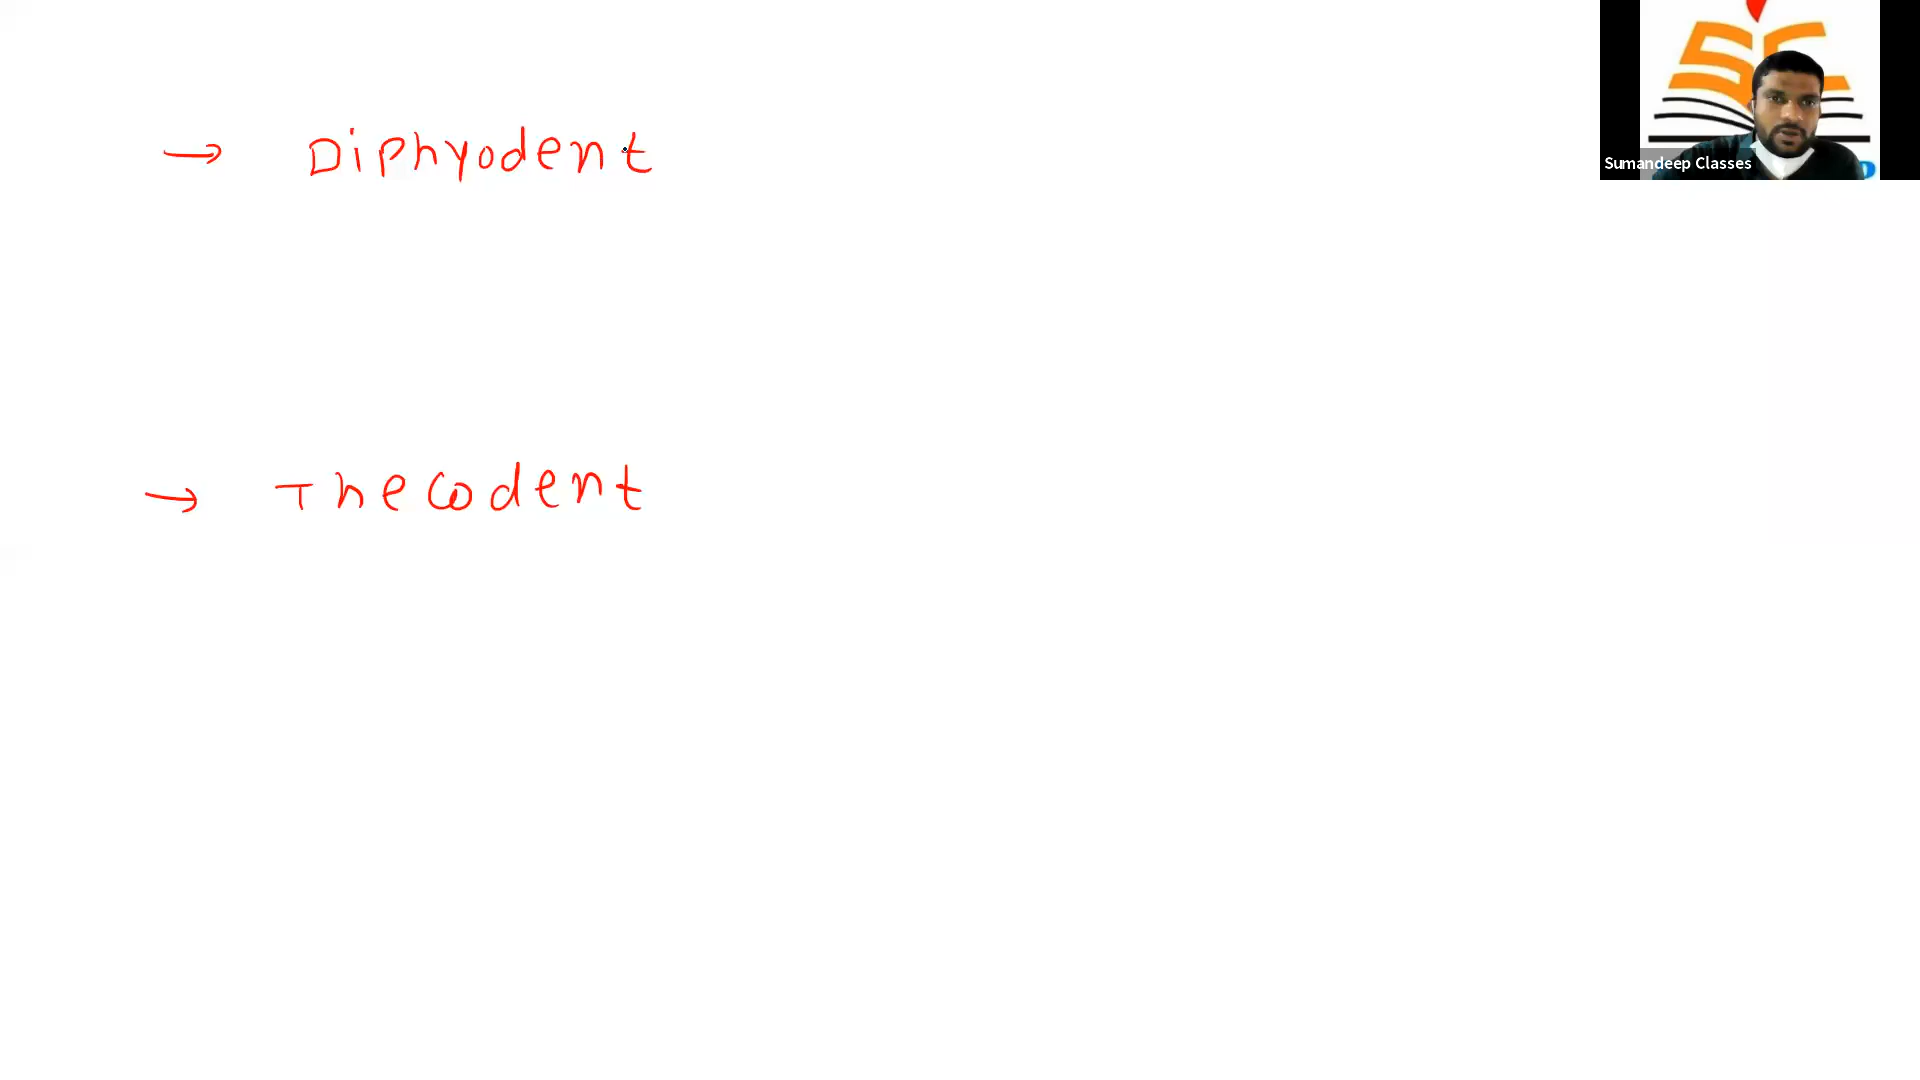 → Diphyodent
Sumandeep Classes
→ Thecodent